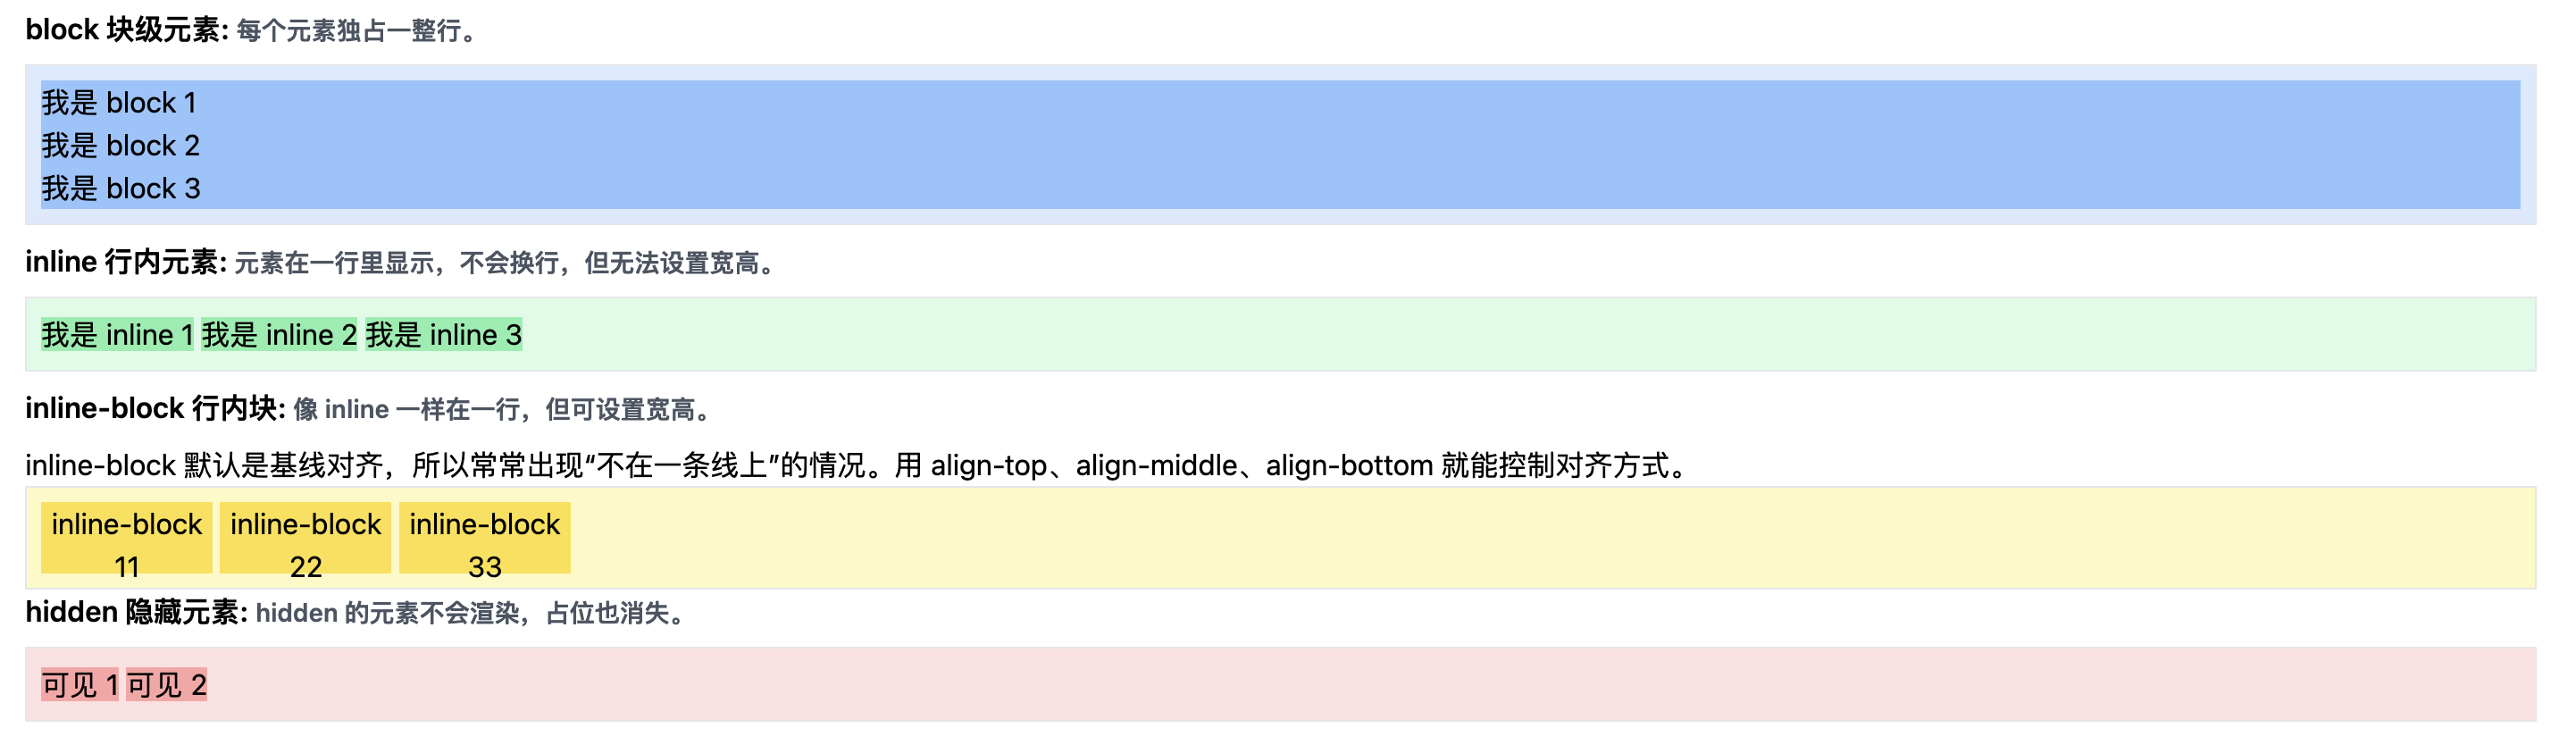 block 块级元素: 每个元素独占一整行。
我是 block 1
我是 block 2
我是 block 3
inline 行内元素: 元素在一行里显示，不会换行，但无法设置宽高。
我是 inline 1 我是 inline 2 我是 inline 3
inline-block 行内块: 像 inline 一样在一行，但可设置宽高。
inline-block 默认是基线对齐，所以常常出现“不在一条线上”的情况。用 align-top、align-middle、align-bottom 就能控制对齐方式。
inline-block inline-block inline-block
11 22 33
hidden 隐藏元素: hidden 的元素不会渲染，占位也消失。
可见 1 可见 2